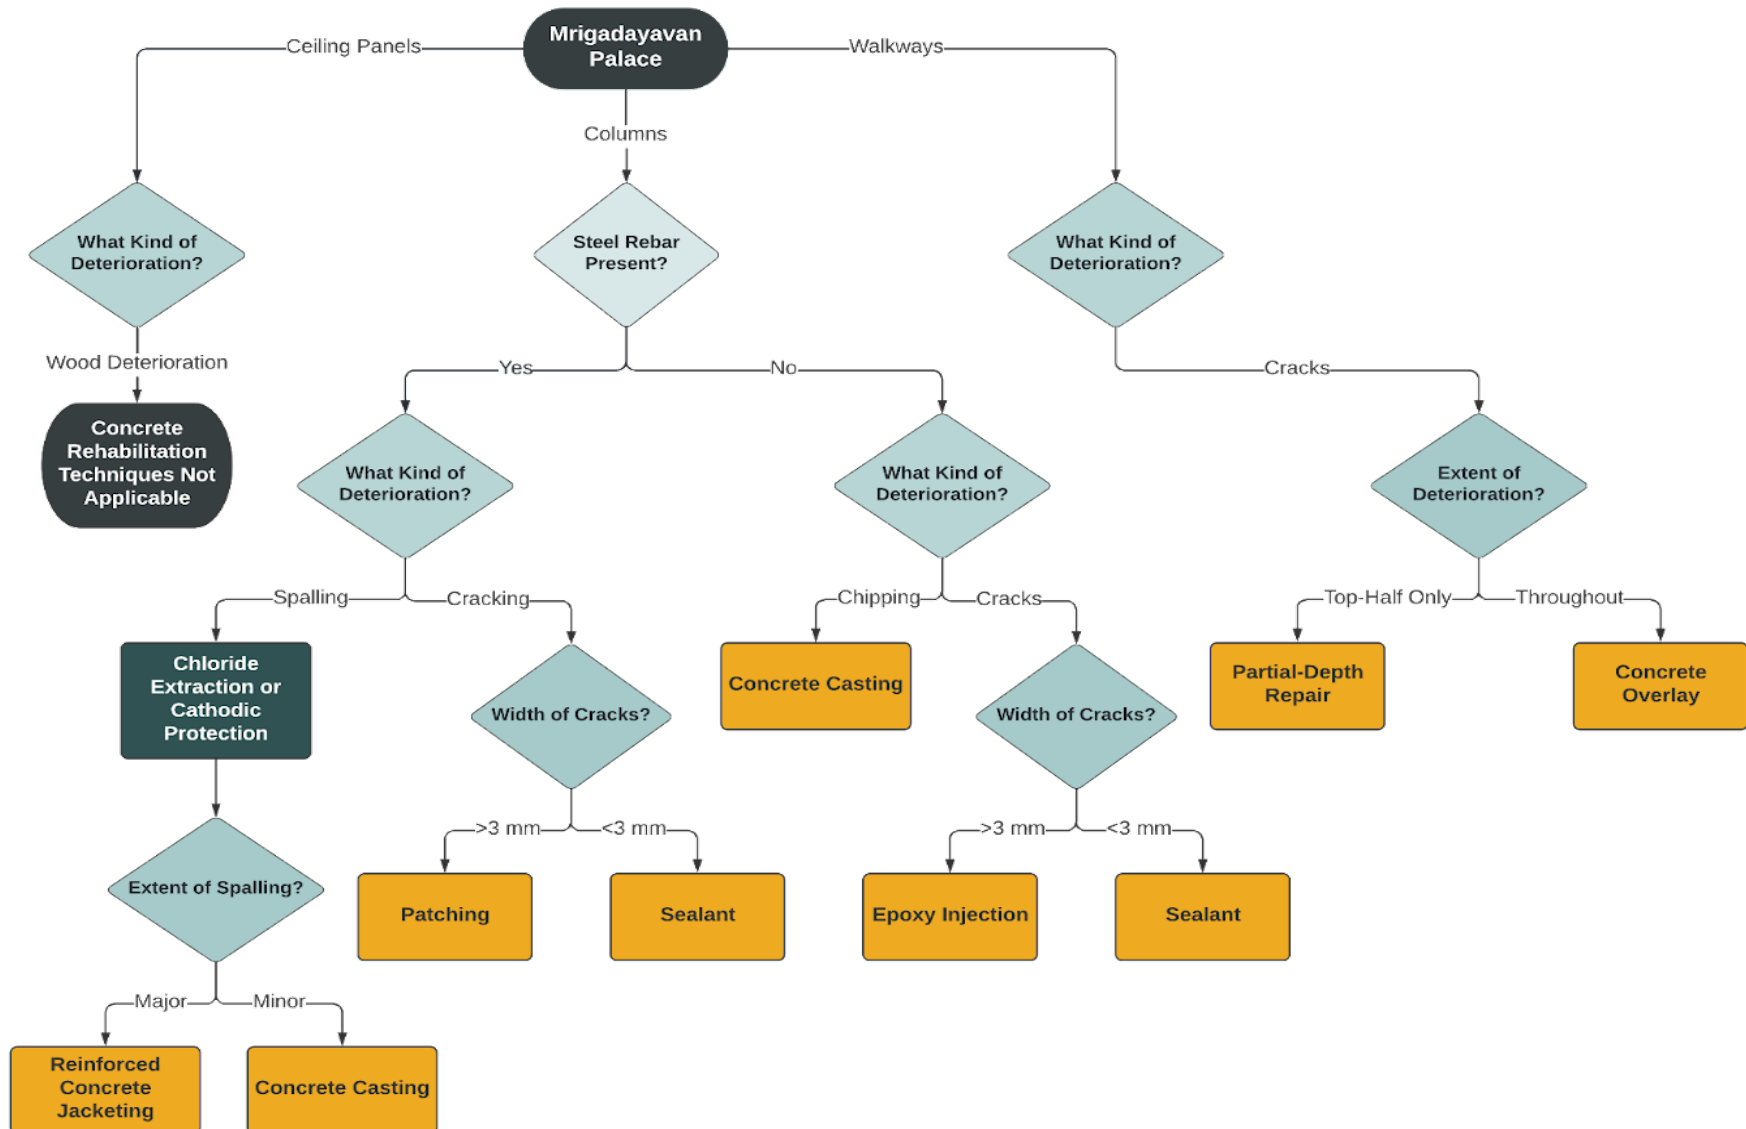 Mrigadayavan
Palace
Ceiling Panels
Walkways
Columns
What Kind of
Deterioration?
Steel Rebar
Present?
What Kind of
Deterioration?
Wood Deterioration
Yes
No
Cracks
Concrete
Rehabilitation
Techniques Not
Applicable
What Kind of
Deterioration?
What Kind of
Deterioration?
Extent of
Deterioration?
Spalling
Cracking
Chipping
Cracks
Top-Half Only
Throughout
Chloride
Extraction or
Cathodic
Protection
Width of Cracks?
Concrete Casting
Width of Cracks?
Partial-Depth
Repair
Concrete
Overlay
>3 mm
<3 mm
>3 mm
<3 mm
Extent of Spalling?
Patching
Sealant
Epoxy Injection
Sealant
Major
Minor
Reinforced
Concrete
Jacketing
Concrete Casting